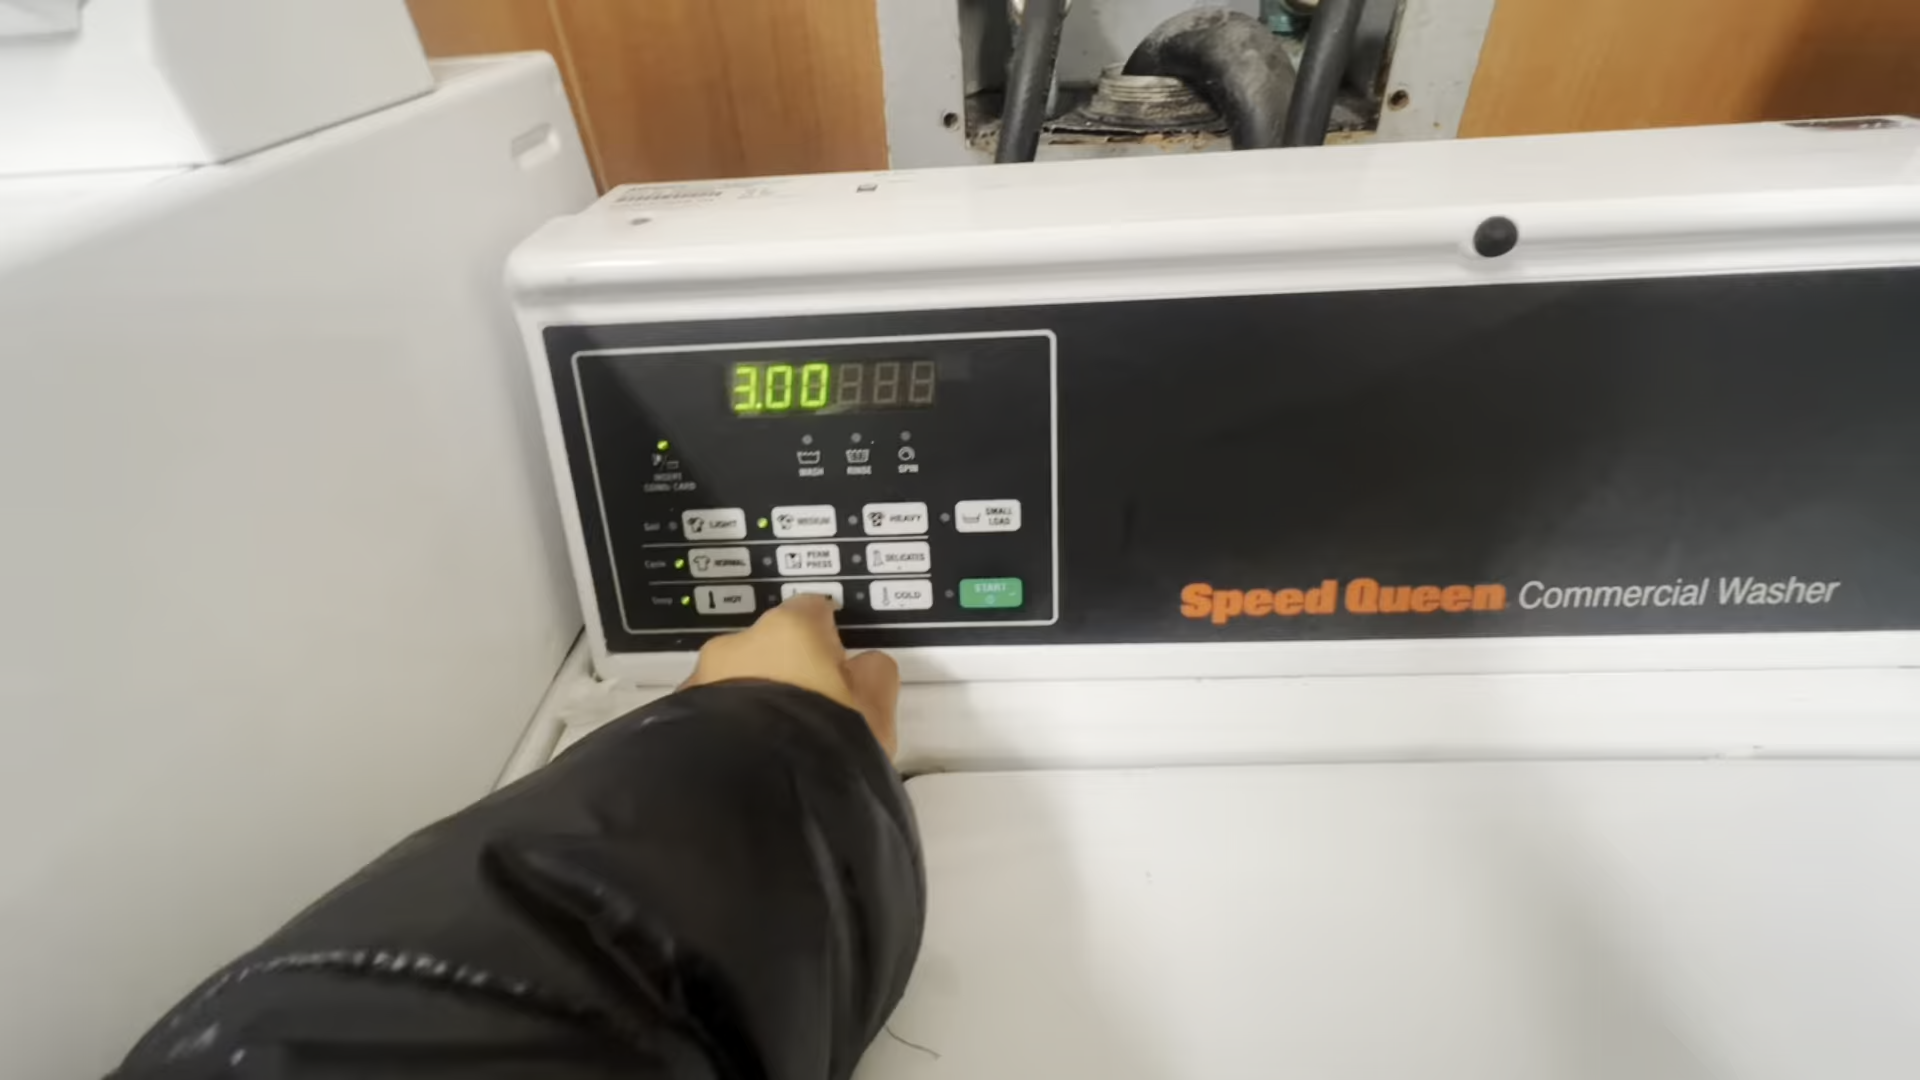 3.00
WASH RINSE SPIN
INSERT
COINS/CARD
Soil LIGHT MEDIUM HEAVY SMALL LOAD
Cycle NORMAL PERM PRESS DELICATES
Temp HOT COLD START
Speed Queen Commercial Washer